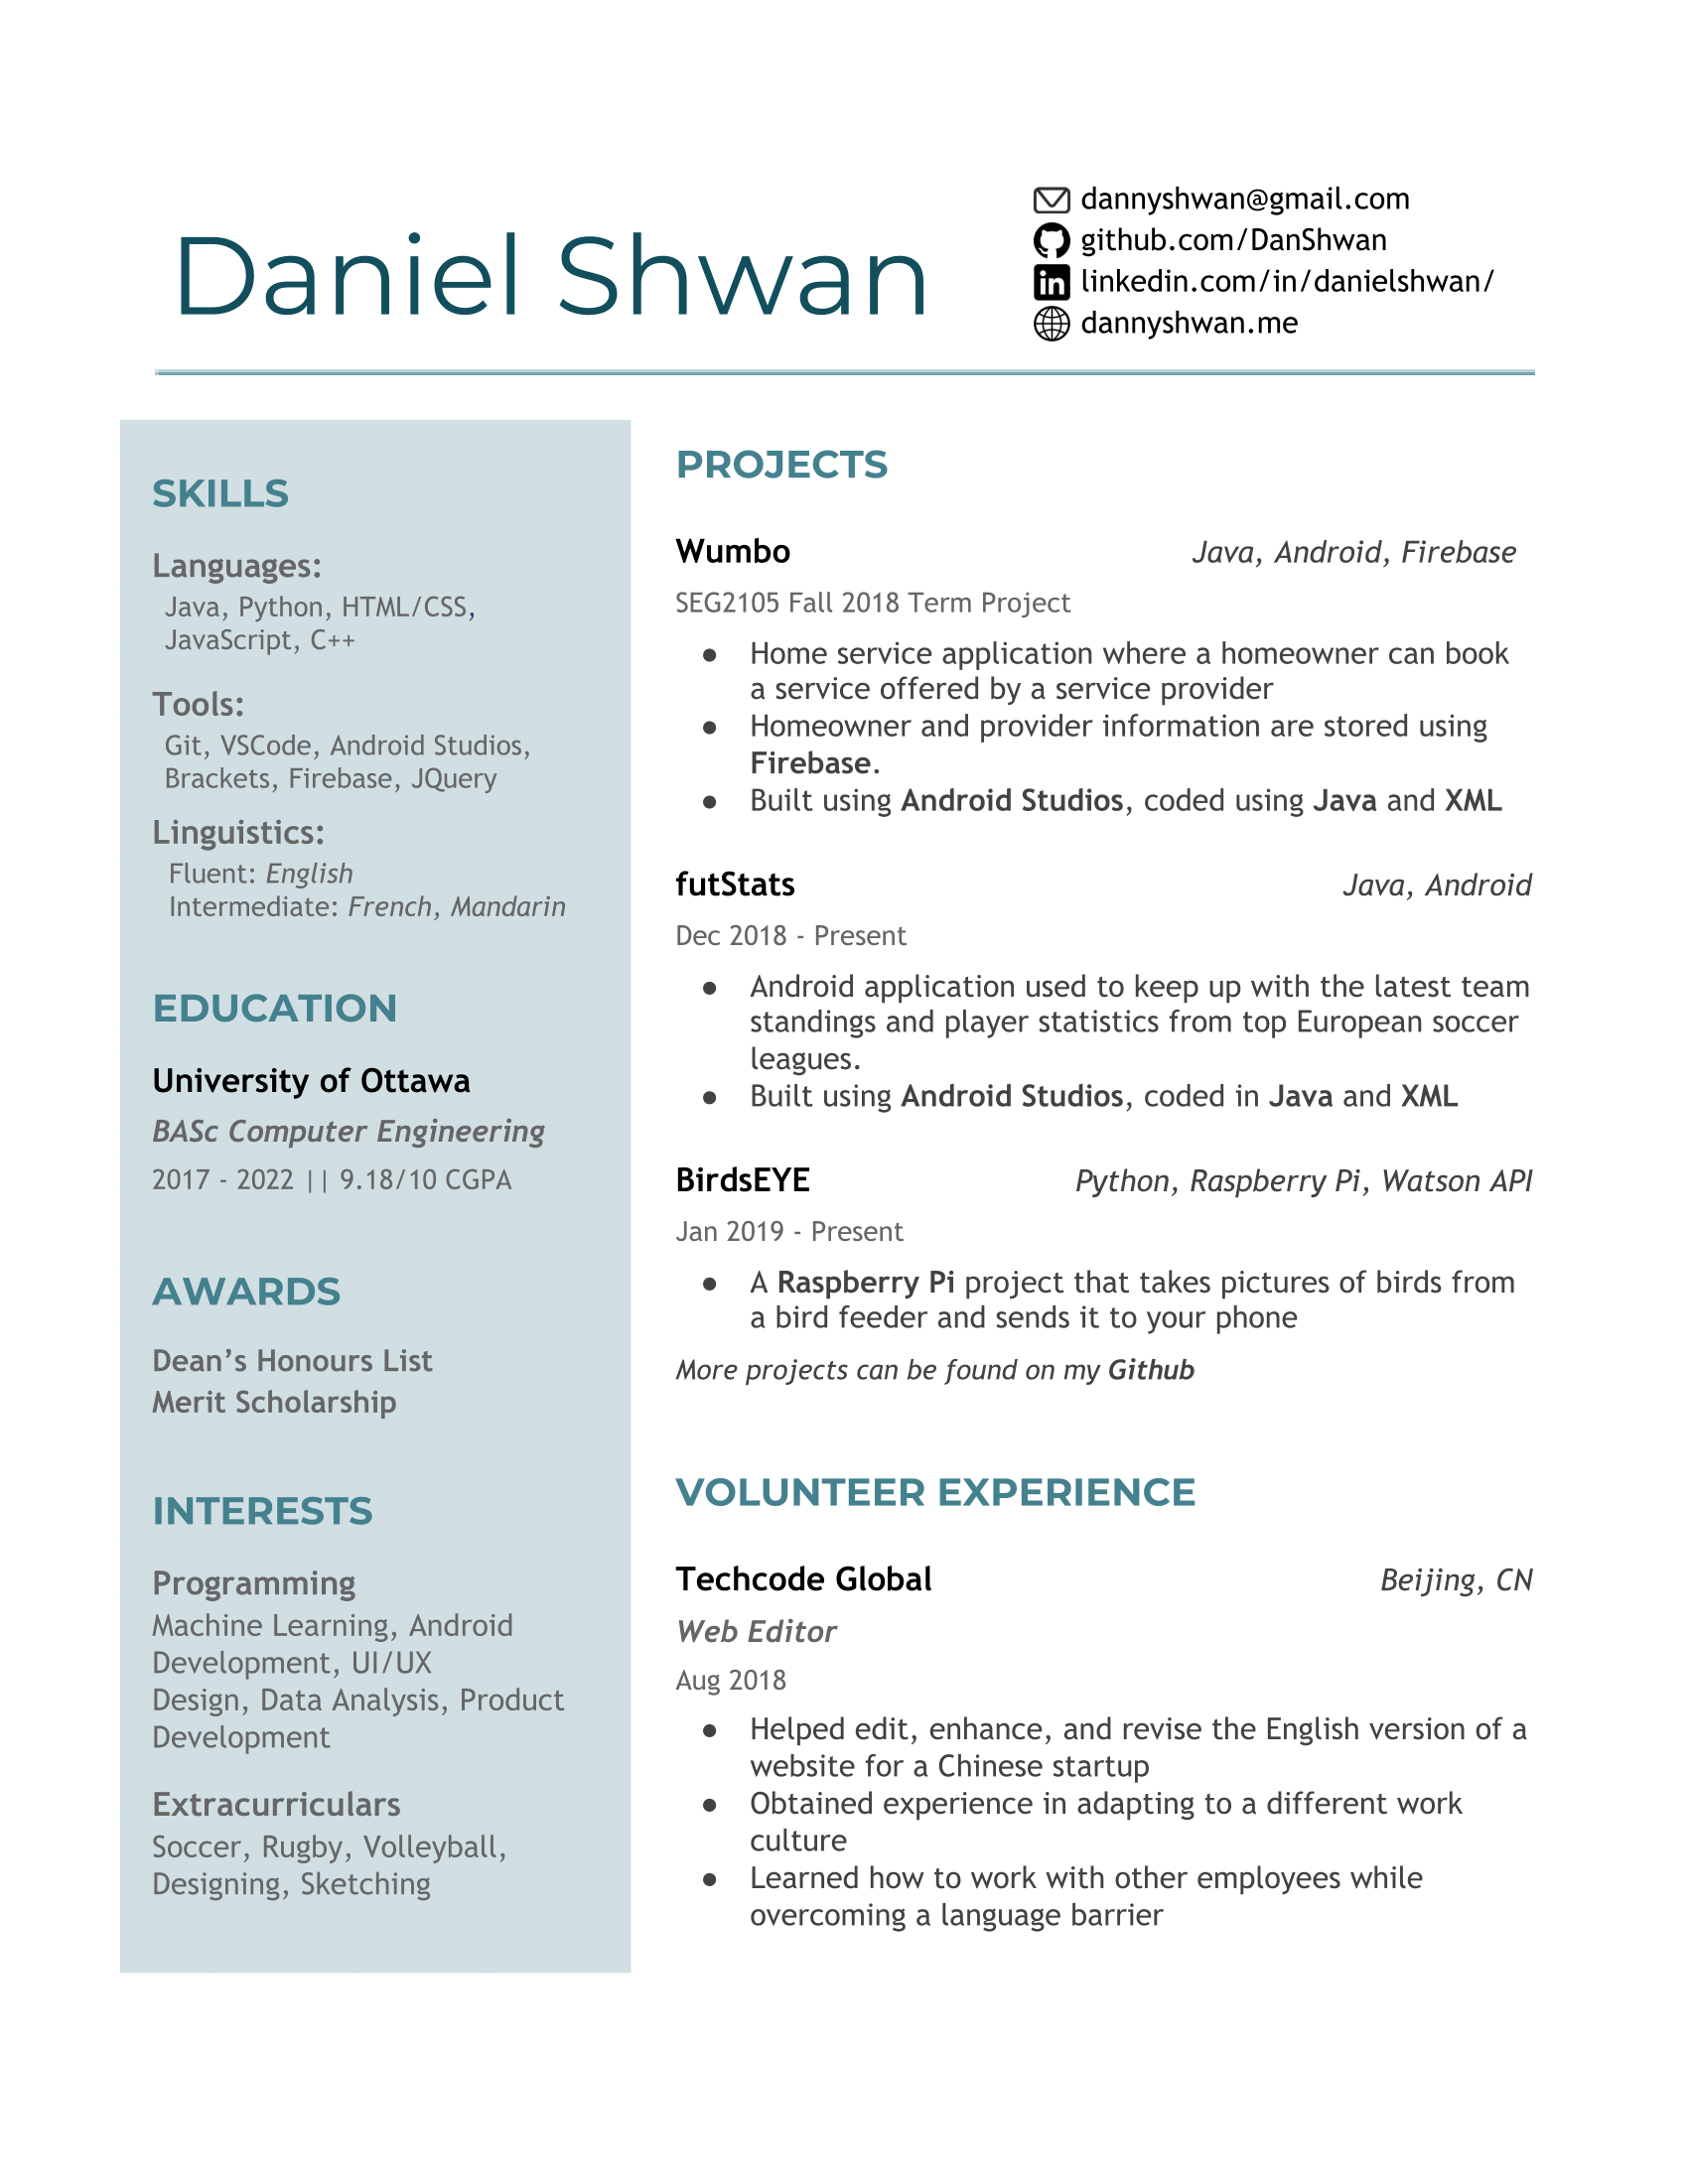 Daniel Shwan
dannyshwan@gmail.com
github.com/DanShwan
linkedin.com/in/danielshwan/
dannyshwan.me
SKILLS
Languages:
Java, Python, HTML/CSS,
JavaScript, C++
Tools:
Git, VSCode, Android Studios,
Brackets, Firebase, JQuery
Linguistics:
Fluent: English
Intermediate: French, Mandarin
EDUCATION
University of Ottawa
BASc Computer Engineering
2017 - 2022 || 9.18/10 CGPA
AWARDS
Dean’s Honours List
Merit Scholarship
INTERESTS
Programming
Machine Learning, Android
Development, UI/UX
Design, Data Analysis, Product
Development
Extracurriculars
Soccer, Rugby, Volleyball,
Designing, Sketching
PROJECTS
Wumbo Java, Android, Firebase
SEG2105 Fall 2018 Term Project
● Home service application where a homeowner can book
a service offered by a service provider
● Homeowner and provider information are stored using
Firebase.
● Built using Android Studios, coded using Java and XML
futStats Java, Android
Dec 2018 - Present
● Android application used to keep up with the latest team
standings and player statistics from top European soccer
leagues.
● Built using Android Studios, coded in Java and XML
BirdsEYE Python, Raspberry Pi, Watson API
Jan 2019 - Present
● A Raspberry Pi project that takes pictures of birds from
a bird feeder and sends it to your phone
More projects can be found on my Github
VOLUNTEER EXPERIENCE
Techcode Global Beijing, CN
Web Editor
Aug 2018
● Helped edit, enhance, and revise the English version of a
website for a Chinese startup
● Obtained experience in adapting to a different work
culture
● Learned how to work with other employees while
overcoming a language barrier